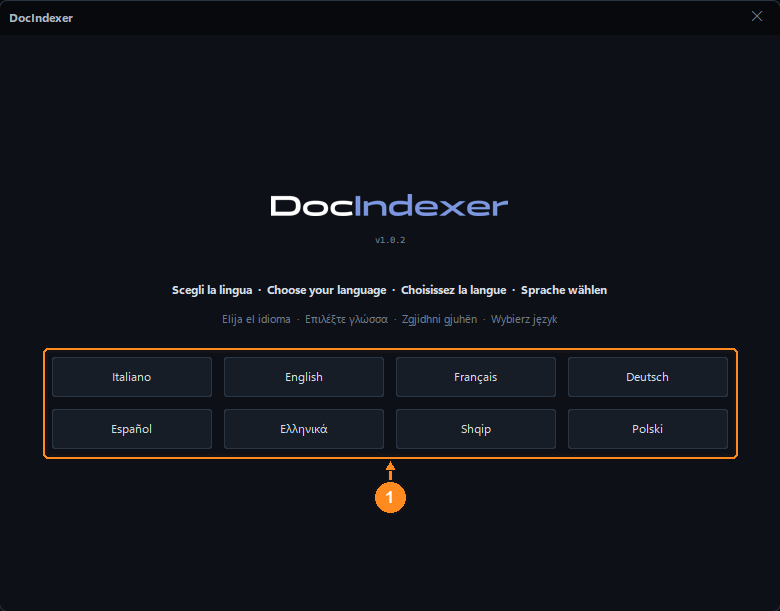 DocIndexer
DocIndexer
v1.0.2
Scegli la lingua · Choose your language · Choisissez la langue · Sprache wählen
Elija el idioma · Επιλέξτε γλώσσα · Zgjidhni gjuhën · Wybierz język
Italiano English Français Deutsch
Español Ελληνικά Shqip Polski
1